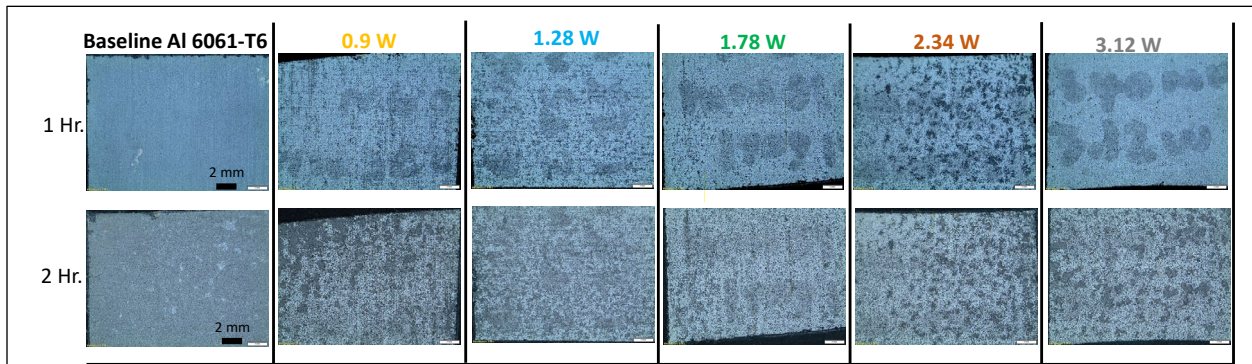 Baseline Al 6061-T6
0.9 W
1.28 W
1.78 W
2.34 W
3.12 W
1 Hr.
2 mm
2 Hr.
2 mm